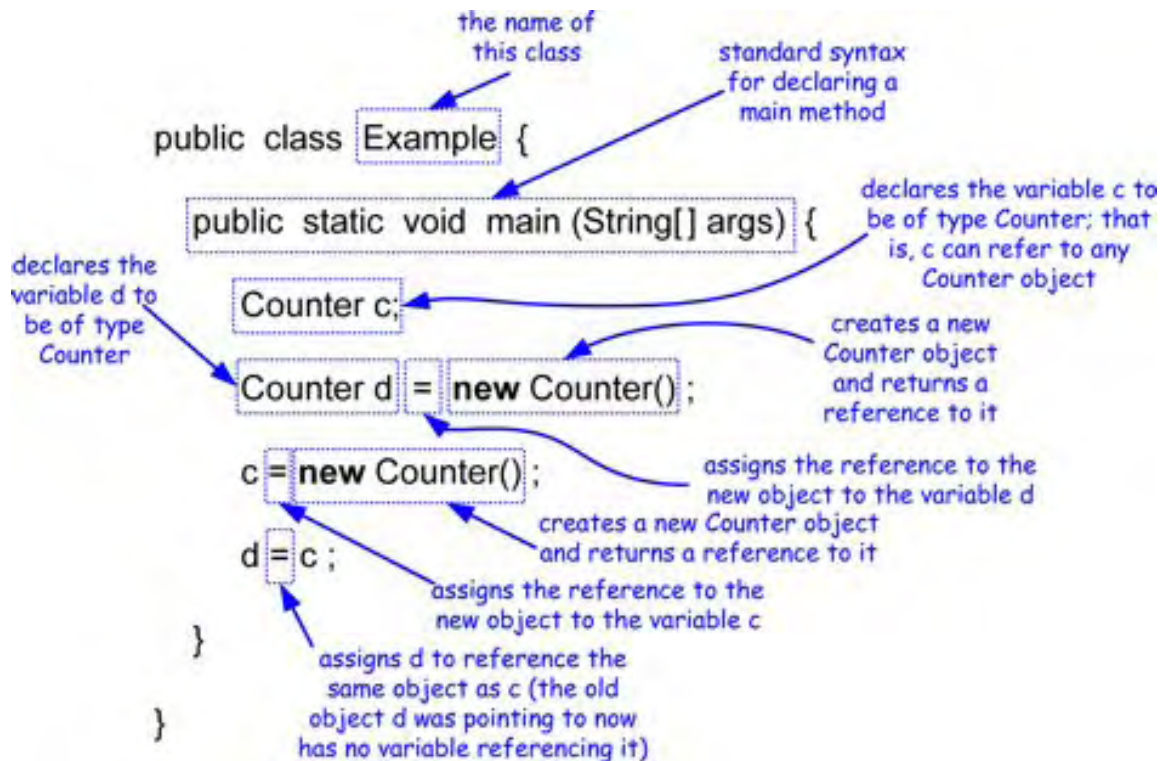 the name of
this class
standard syntax
for declaring a
main method
public class Example {
public static void main (String[] args) {
declares the variable c to
be of type Counter; that
is, c can refer to any
Counter object
declares the
variable d to
be of type
Counter
Counter c;
creates a new
Counter object
and returns a
reference to it
Counter d = new Counter() ;
assigns the reference to the
new object to the variable d
c = new Counter() ;
creates a new Counter object
and returns a reference to it
d = c ;
assigns the reference to the
new object to the variable c
}
assigns d to reference the
same object as c (the old
object d was pointing to now
has no variable referencing it)
}